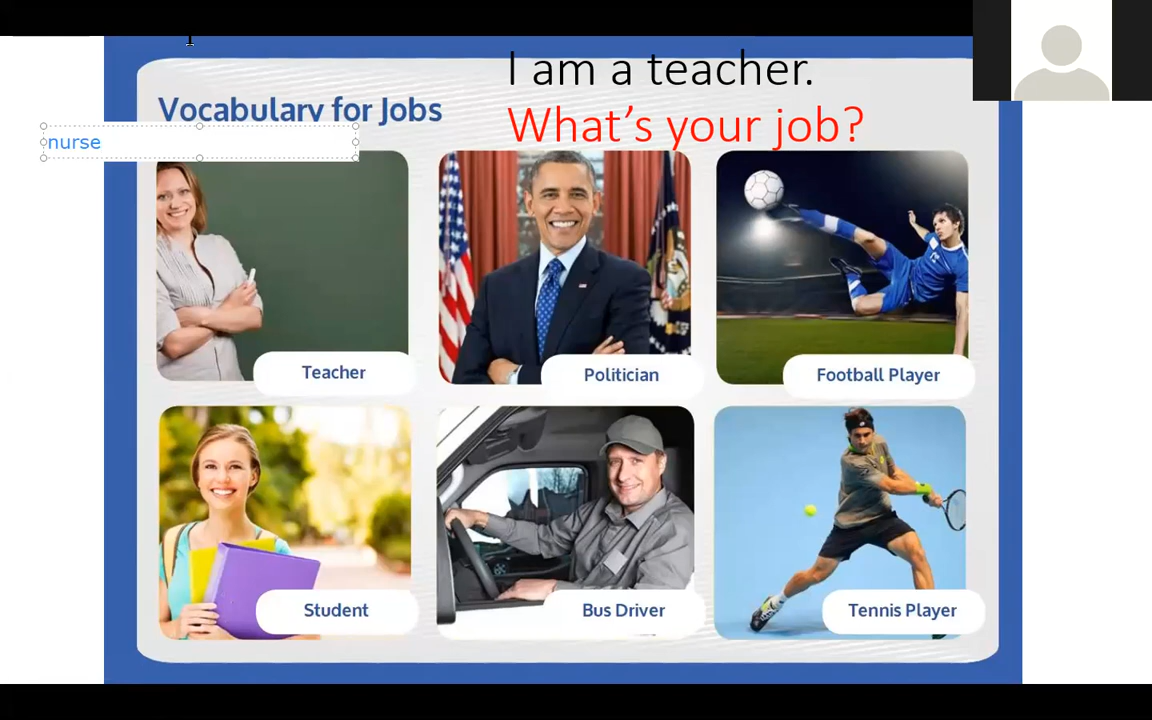 I am a teacher.
What's your job?
Vocabulary for Jobs
nurse
Teacher
Politician
Football Player
Student
Bus Driver
Tennis Player